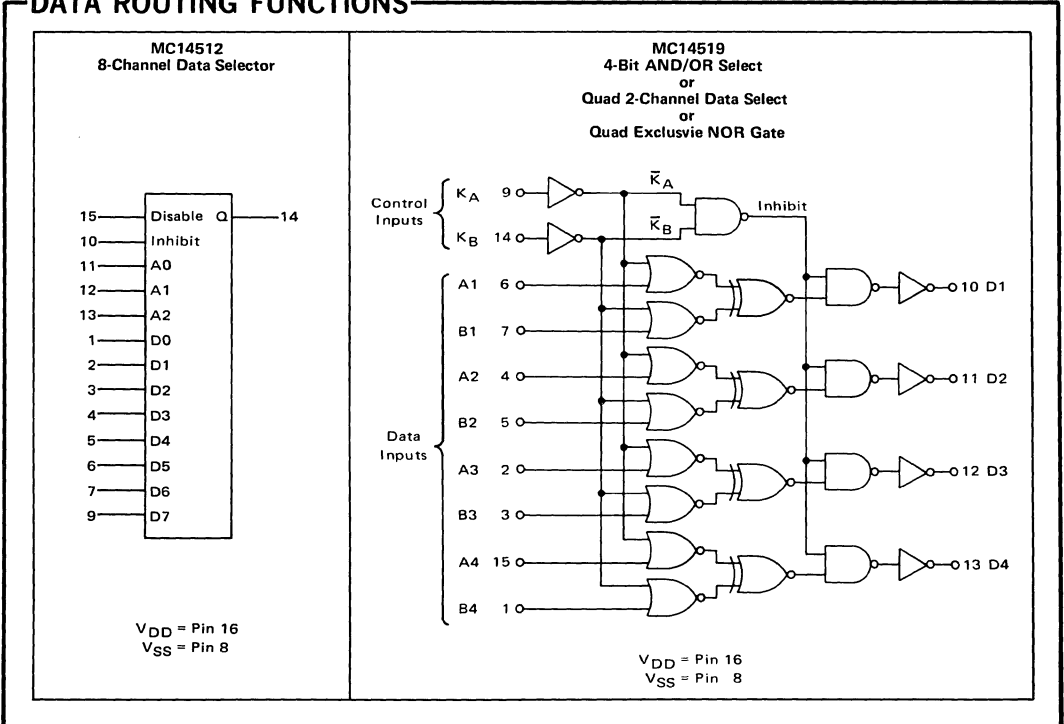 DATA ROUTING FUNCTIONS
MC14512
8-Channel Data Selector
15 Disable Q 14
10 Inhibit
11 A0
12 A1
13 A2
1 D0
2 D1
3 D2
4 D3
5 D4
6 D5
7 D6
9 D7
VDD = Pin 16
VSS = Pin 8
MC14519
4-Bit AND/OR Select
or
Quad 2-Channel Data Select
or
Quad Exclusvie NOR Gate
Control
Inputs
KA 9
K̅A
KB 14
K̅B
Inhibit
Data
Inputs
A1 6
B1 7
A2 4
B2 5
A3 2
B3 3
A4 15
B4 1
10 D1
11 D2
12 D3
13 D4
VDD = Pin 16
VSS = Pin 8